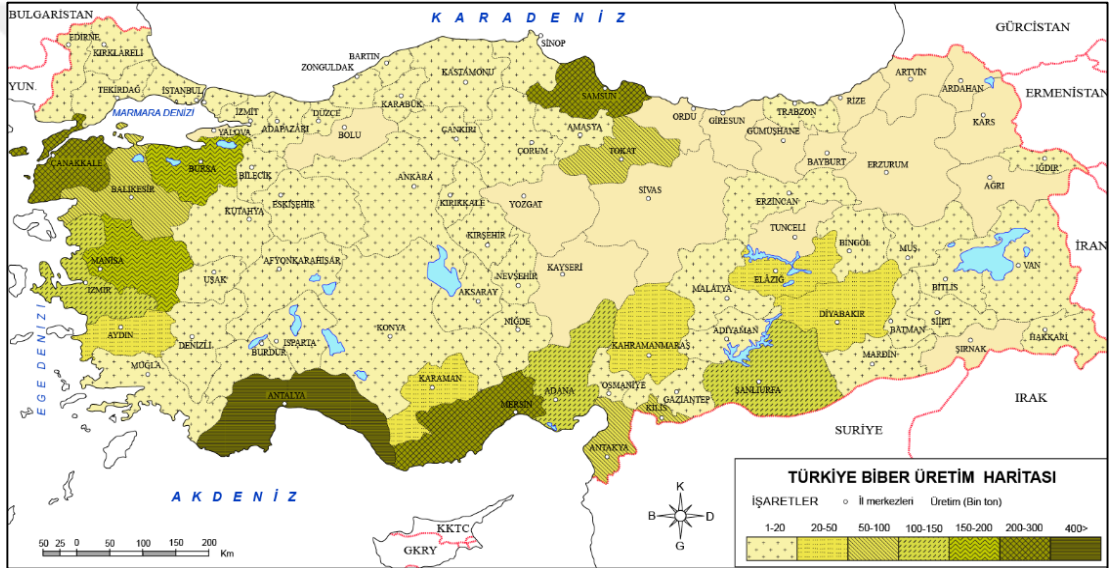 BULGARİSTAN
K A R A D E N İ Z
GÜRCİSTAN
EDİRNE
KIRKLARELİ
SİNOP
BARTIN
ZONGULDAK
KASTAMONU
ARTVİN
ARDAHAN
YUN.
TEKİRDAĞ
İSTANBUL
KARABÜK
SAMSUN
ERMENİSTAN
MARMARA DENİZİ
İZMİT
DÜZCE
ORDU
GİRESUN
TRABZON
RİZE
KARS
YALOVA
ADAPAZARI
BOLU
ÇANKIRI
AMASTA
GÜMÜŞHANE
ÇANAKKALE
BURSA
BİLECİK
ÇORUM
TOKAT
BAYBURT
ERZURUM
IĞDIR
BALIKESİR
ANKARA
AĞRI
KÜTAHYA
ESKİŞEHİR
KIRIKKALE
YOZGAT
SİVAS
ERZİNCAN
TUNCELİ
KIRŞEHİR
BİNGÖL
MUŞ
İRAN
MANİSA
UŞAK
AFYONKARAHİSAR
KAYSERİ
VAN
İZMİR
NEVŞEHİR
ELÂZIĞ
BİTLİS
AKSARAY
MALATYA
EGE DENİZİ
AYDIN
DENİZLİ
KONYA
NİĞDE
DİYABAKIR
SİİRT
BATMAN
BURDUR
ISPARTA
ADIYAMAN
HAKKARİ
KAHRAMANMARAŞ
ŞIRNAK
MUĞLA
MARDİN
KARAMAN
ŞANLIURFA
ANTALYA
ADANA
OSMANİYE
GAZİANTEP
MERSİN
KİLİS
IRAK
SURİYE
ANTAKYA
A K D E N İ Z
TÜRKİYE BİBER ÜRETİM HARİTASI
İŞARETLER
İl merkezleri
Üretim (Bin ton)
K
B
D
G
KKTC
GKRY
1-20 20-50 50-100 100-150 150-200 200-300 400>
50 25 0 50 100 150 200
Km